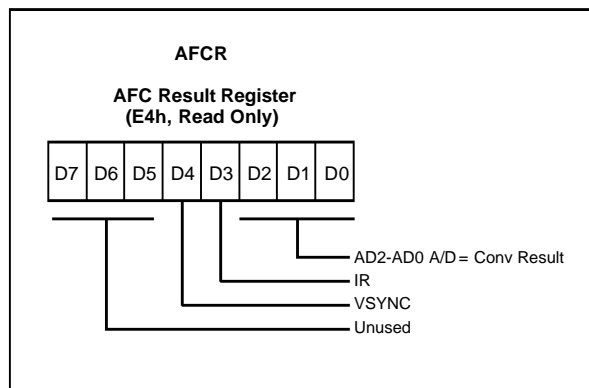 AFCR
AFC Result Register
(E4h, Read Only)
D7 D6 D5 D4 D3 D2 D1 D0
AD2-AD0 A/D = Conv Result
IR
VSYNC
Unused